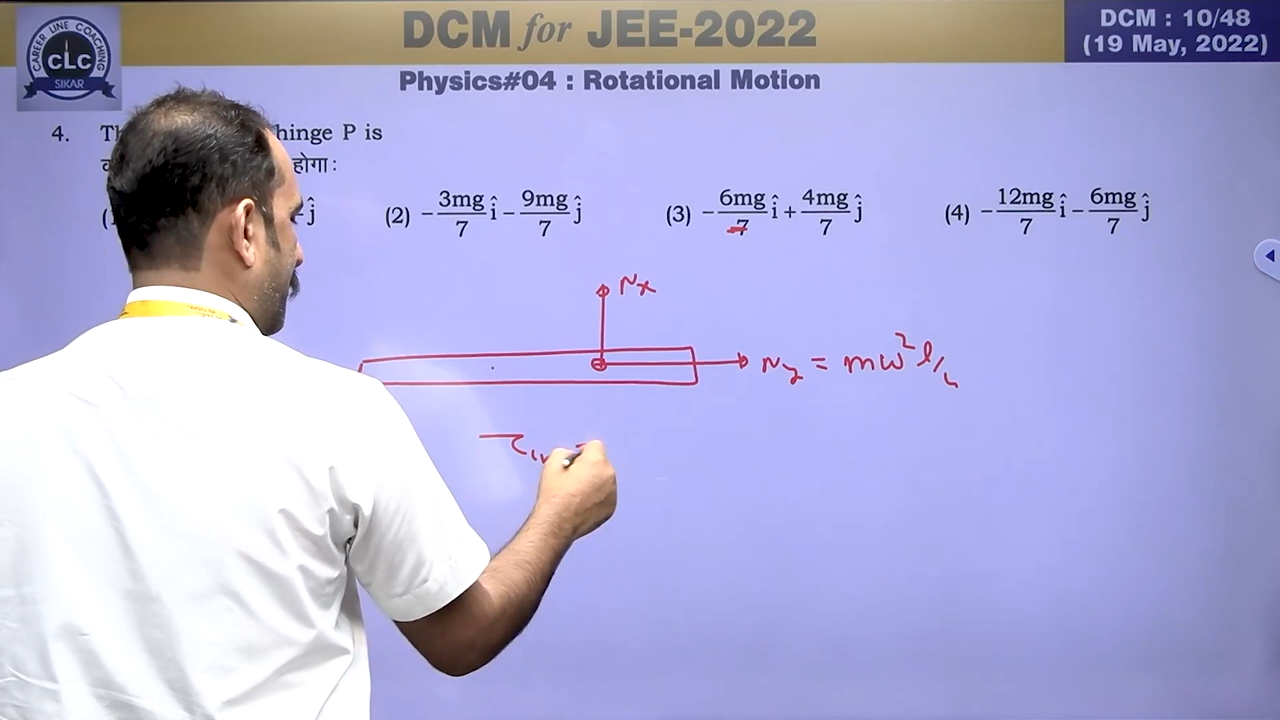 CAREER LINE COACHING
CLC
SIKAR
DCM for JEE-2022
DCM : 10/48
(19 May, 2022)
Physics#04 : Rotational Motion
4. hinge P is
होगा :
ĵ (2) -3mg/7 î - 9mg/7 ĵ (3) -6mg/7 î + 4mg/7 ĵ (4) -12mg/7 î - 6mg/7 ĵ
Nx
Ny = mω²l/4